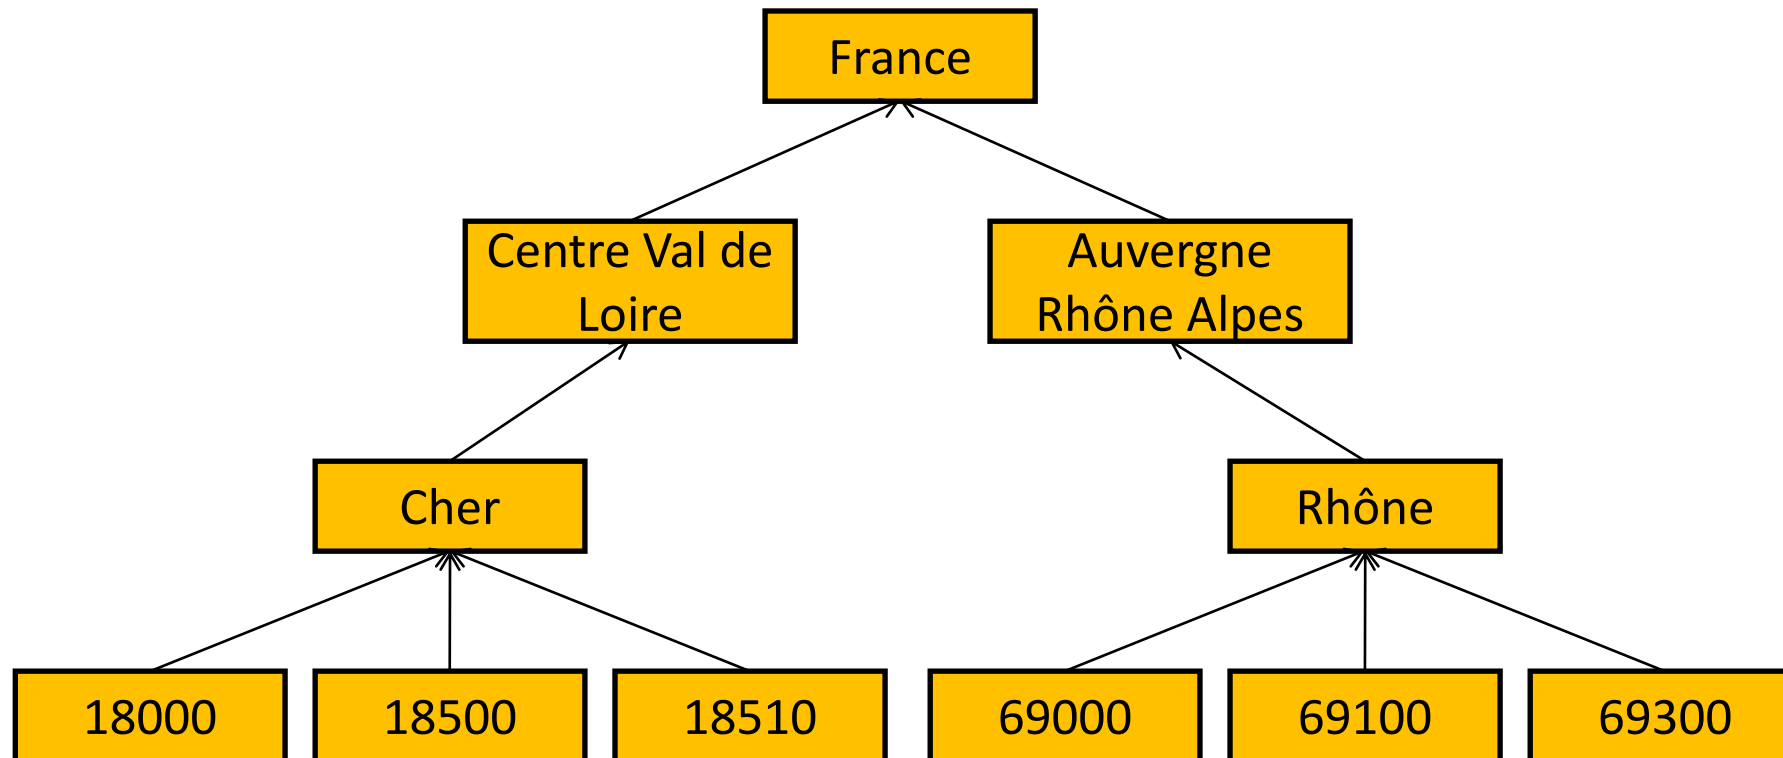 France
Centre Val de
Loire
Auvergne
Rhône Alpes
Cher
Rhône
18000
18500
18510
69000
69100
69300